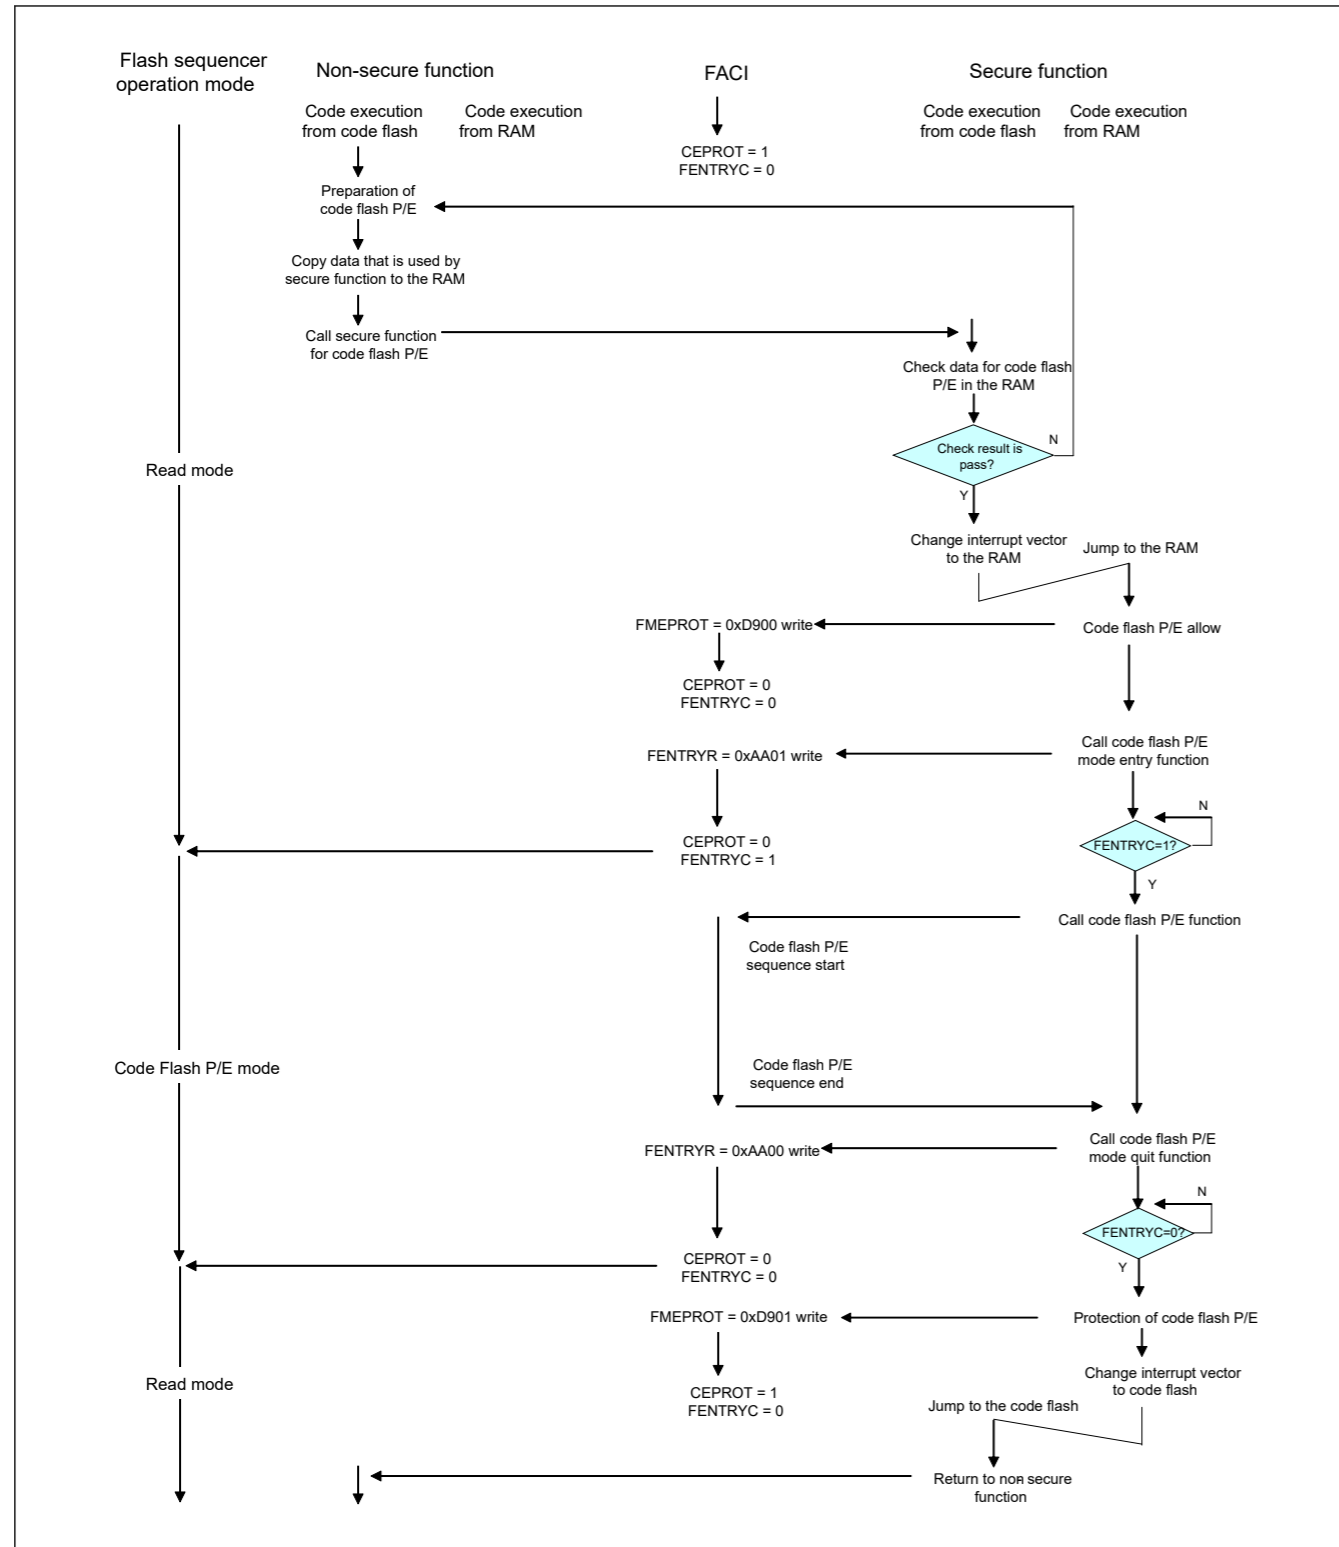 Flash sequencer
operation mode
Non-secure function
FACI
Secure function
Code execution
from code flash
Code execution
from RAM
Code execution
from code flash
Code execution
from RAM
CEPROT = 1
FENTRYC = 0
Preparation of
code flash P/E
Copy data that is used by
secure function to the RAM
Call secure function
for code flash P/E
Check data for code flash
P/E in the RAM
Check result is
pass?
N
Y
Read mode
Change interrupt vector
to the RAM
Jump to the RAM
FMEPROT = 0xD900 write
Code flash P/E allow
CEPROT = 0
FENTRYC = 0
Call code flash P/E
mode entry function
FENTRYR = 0xAA01 write
N
CEPROT = 0
FENTRYC = 1
FENTRYC=1?
Y
Call code flash P/E function
Code flash P/E
sequence start
Code Flash P/E mode
Code flash P/E
sequence end
FENTRYR = 0xAA00 write
Call code flash P/E
mode quit function
N
FENTRYC=0?
CEPROT = 0
FENTRYC = 0
Y
FMEPROT = 0xD901 write
Protection of code flash P/E
Read mode
Change interrupt vector
to code flash
CEPROT = 1
FENTRYC = 0
Jump to the code flash
Return to non secure
function